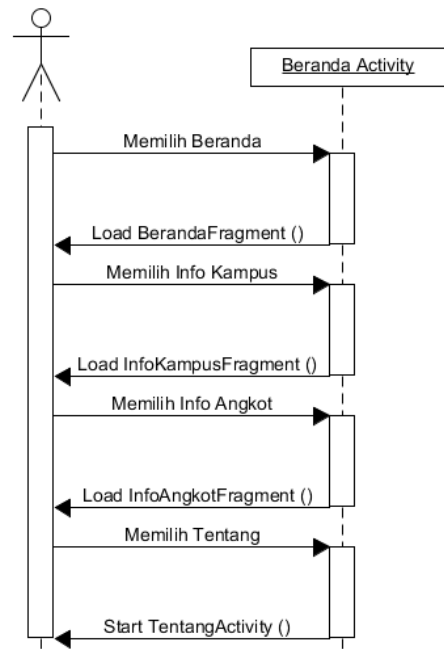 Beranda Activity
Memilih Beranda
Load BerandaFragment ()
Memilih Info Kampus
Load InfoKampusFragment ()
Memilih Info Angkot
Load InfoAngkotFragment ()
Memilih Tentang
Start TentangActivity ()